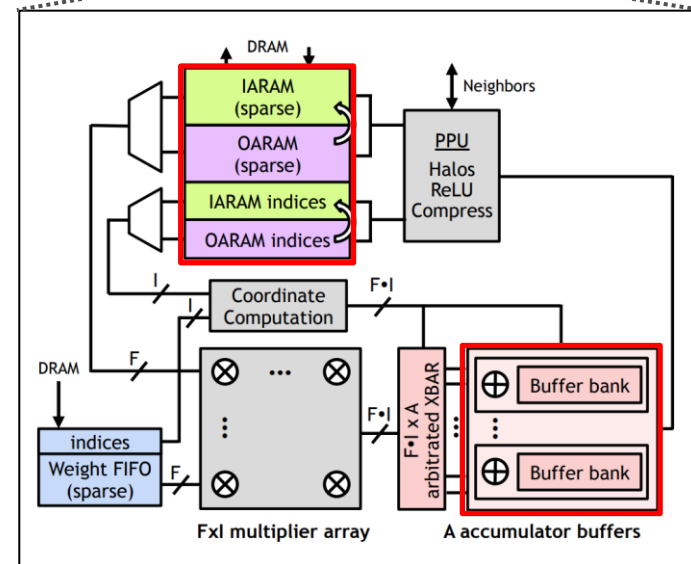 DRAM
IARAM
(sparse)
OARAM
(sparse)
IARAM indices
OARAM indices
Neighbors
PPU
Halos
ReLU
Compress
I
I
Coordinate
Computation
F•I
DRAM
F
indices
Weight FIFO
(sparse)
F
...
...
F•I
F•I x A
arbitrated XBAR
...
Buffer bank
...
Buffer bank
FxI multiplier array
A accumulator buffers